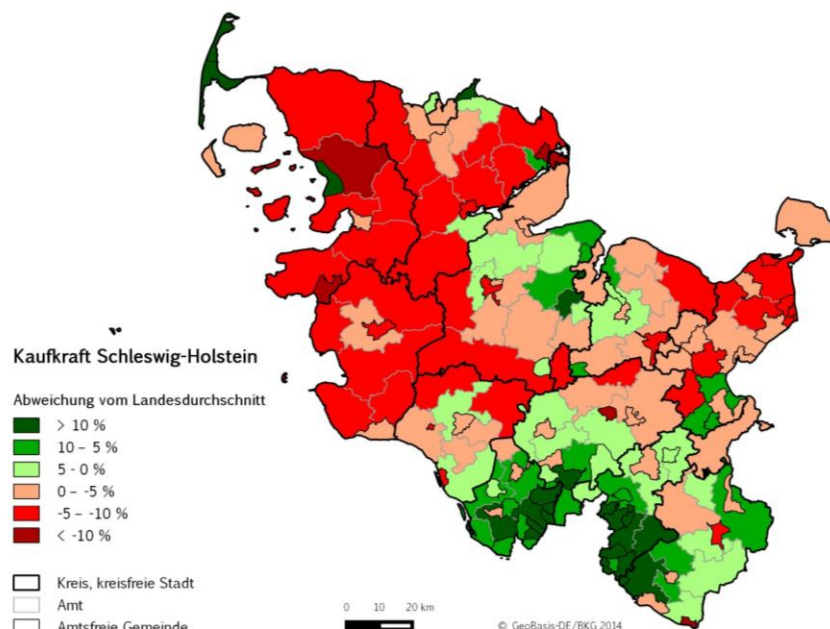 Kaufkraft Schleswig-Holstein
Abweichung vom Landesdurchschnitt
> 10 %
10 – 5 %
5 - 0 %
0 – -5 %
-5 – -10 %
< -10 %
Kreis, kreisfreie Stadt
Amt
Amtsfreie Gemeinde
0 10 20 km
© GeoBasis-DE/BKG 2014